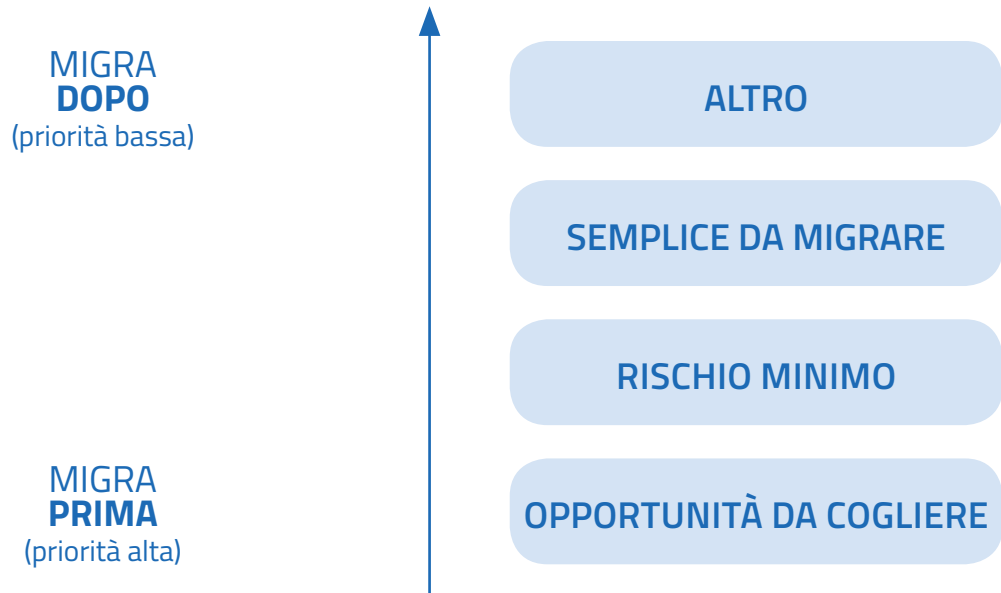 MIGRA
DOPO
(priorità bassa)
ALTRO
SEMPLICE DA MIGRARE
RISCHIO MINIMO
MIGRA
PRIMA
(priorità alta)
OPPORTUNITÀ DA COGLIERE